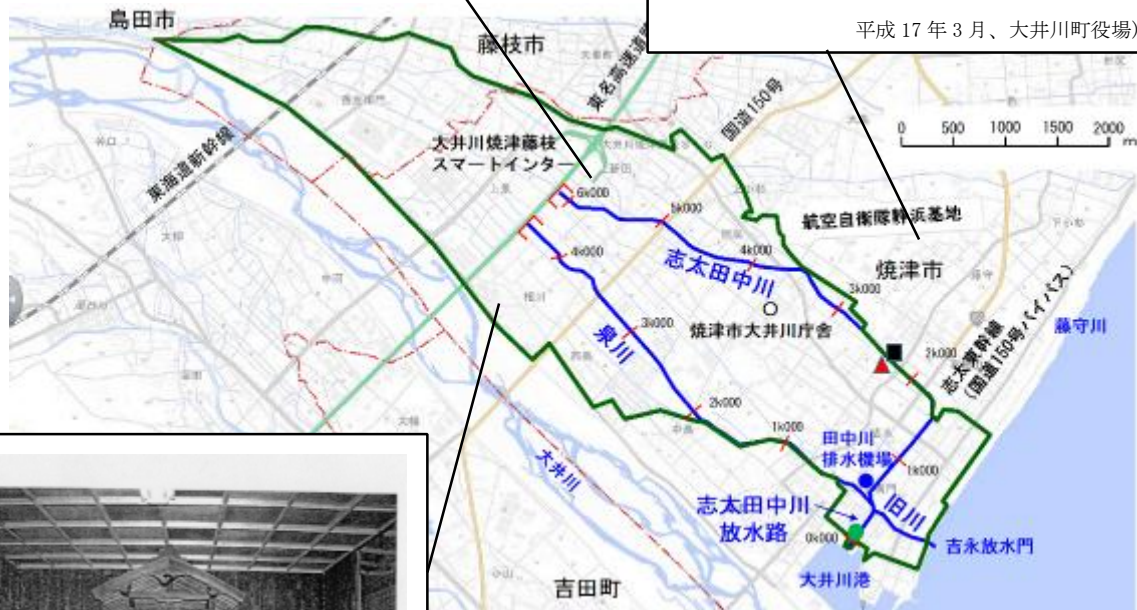 平成 17 年 3 月、大井川町役場)
島田市
藤枝市
国道150号
0 500 1000 1500 2000
m
東海道新幹線
大井川焼津藤枝
スマートインター
6k000
5k000
4k000
志太田中川
航空自衛隊静浜基地
焼津市
3k000
焼津市大井川庁舎
4k000
泉川
3k000
2k000
志太東幹線
(国道150号バイパス)
藤守川
2k000
1k000
田中川
排水機場
1k000
大井川
旧川
志太田中川
放水路
0k000
吉永放水門
大井川港
吉田町